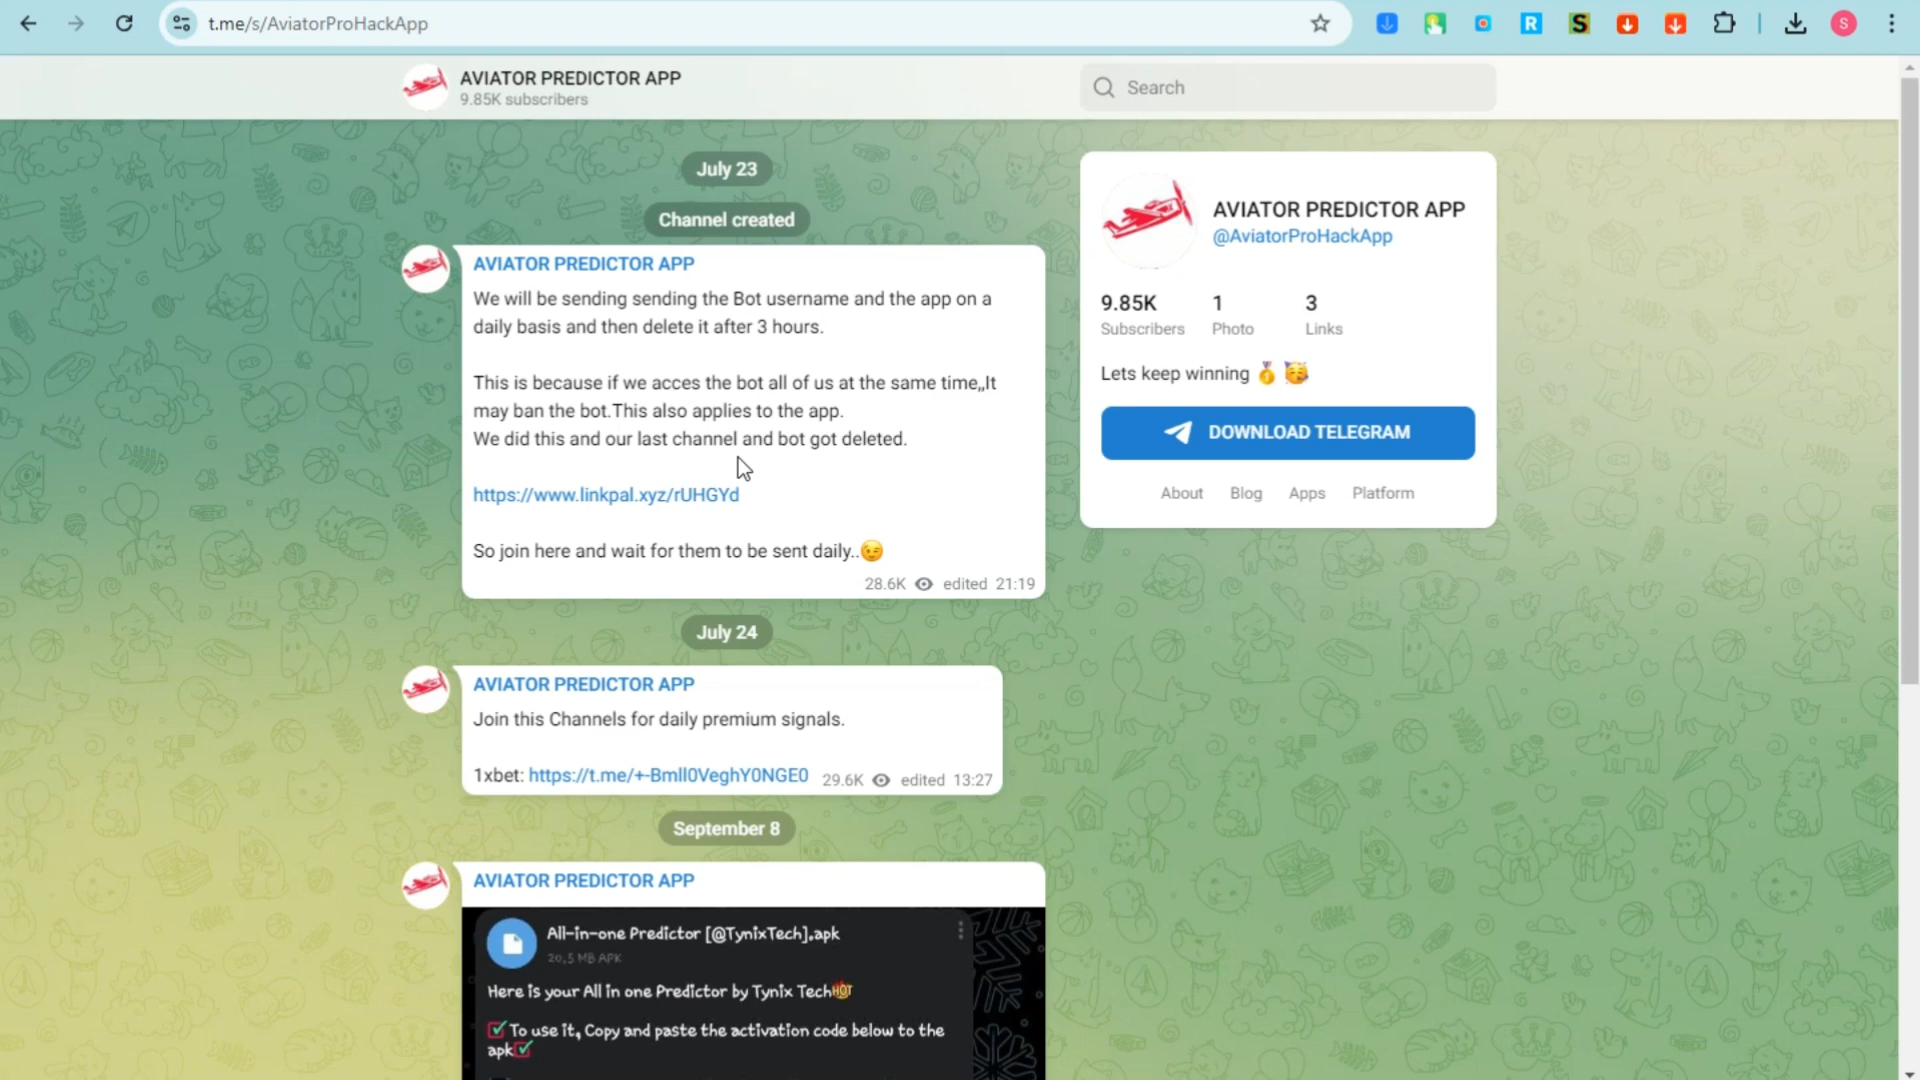 t.me/s/AviatorProHackApp
S
R
S
AVIATOR PREDICTOR APP
9.85K subscribers
Search
July 23
Channel created
AVIATOR PREDICTOR APP
We will be sending sending the Bot username and the app on a
daily basis and then delete it after 3 hours.
This is because if we acces the bot all of us at the same time,,It
may ban the bot.This also applies to the app.
We did this and our last channel and bot got deleted.
https://www.linkpal.xyz/rUHGYd
So join here and wait for them to be sent daily..😉
28.6K edited 21:19
July 24
AVIATOR PREDICTOR APP
Join this Channels for daily premium signals.
1xbet: https://t.me/+-Bmll0VeghY0NGE0 29.6K edited 13:27
September 8
AVIATOR PREDICTOR APP
All-in-one Predictor [@TynixTech].apk
20,5 MB APK
Here is your All in one Predictor by Tynix Tech HOT
To use it, Copy and paste the activation code below to the
apk
AVIATOR PREDICTOR APP
@AviatorProHackApp
9.85K 1 3
Subscribers Photo Links
Lets keep winning 🥇 🥳
DOWNLOAD TELEGRAM
About Blog Apps Platform